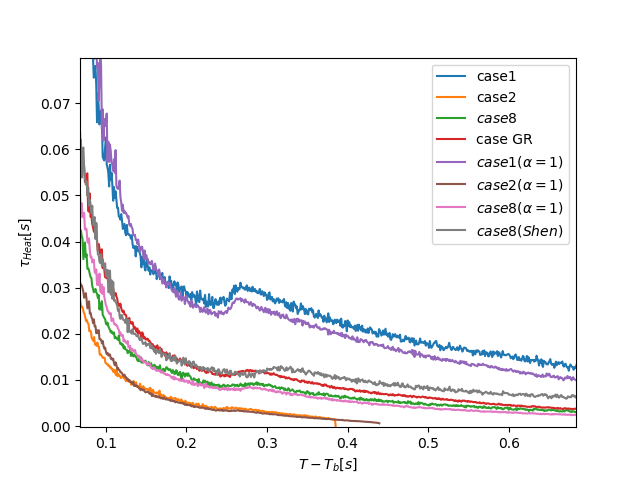 0.07
0.06
0.05
0.04
0.03
0.02
0.01
0.00
τ_Heat[s]
0.1 0.2 0.3 0.4 0.5 0.6
T − T_b[s]
case1
case2
case8
case GR
case1(α = 1)
case2(α = 1)
case8(α = 1)
case8(Shen)